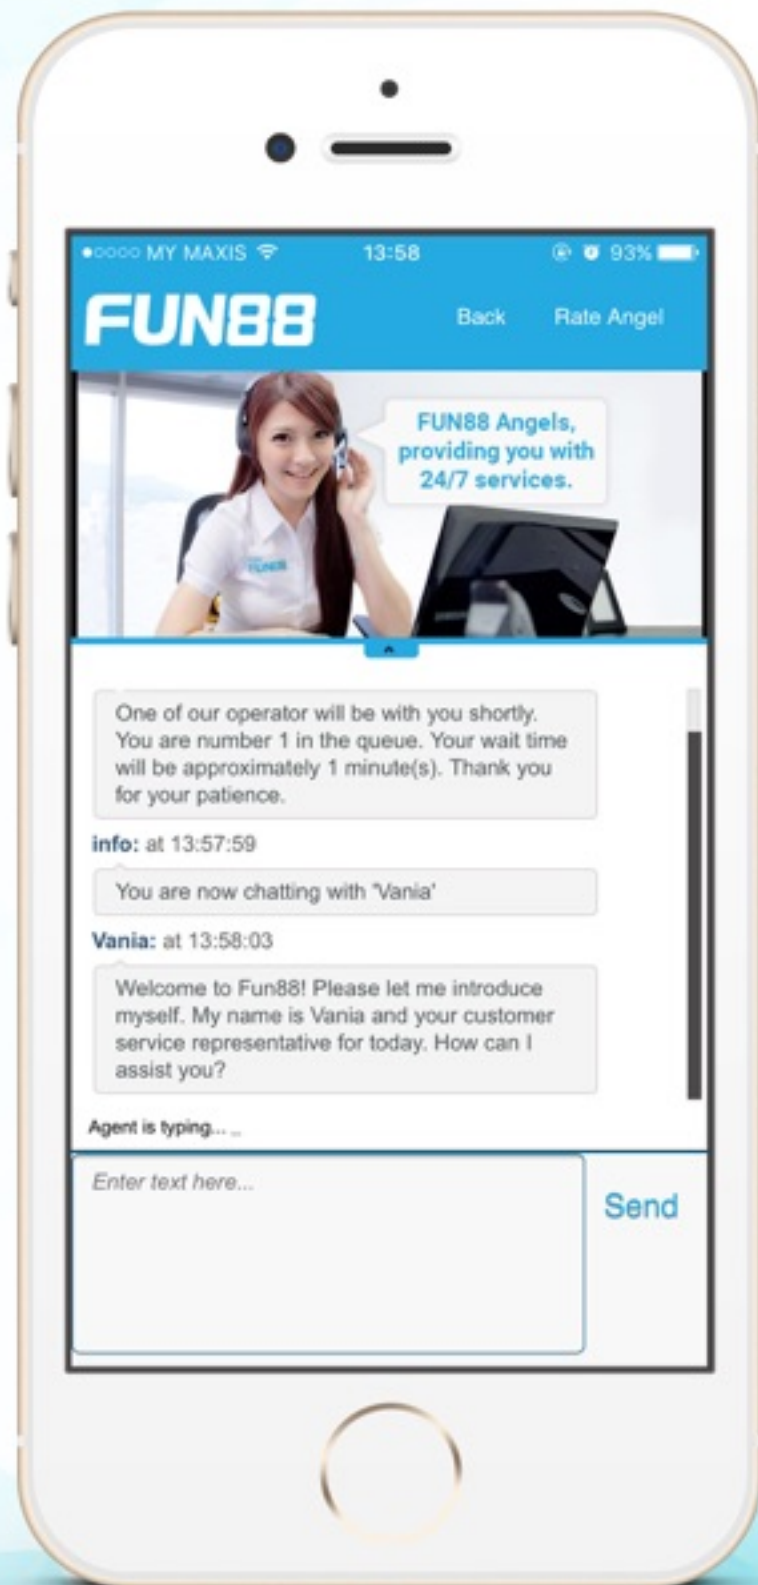 MY MAXIS 13:58 93%
FUN88 Back Rate Angel
FUN88 Angels,
providing you with
24/7 services.
FUN88
One of our operator will be with you shortly.
You are number 1 in the queue. Your wait time
will be approximately 1 minute(s). Thank you
for your patience.
info: at 13:57:59
You are now chatting with 'Vania'
Vania: at 13:58:03
Welcome to Fun88! Please let me introduce
myself. My name is Vania and your customer
service representative for today. How can I
assist you?
Agent is typing... ..
Enter text here...
Send